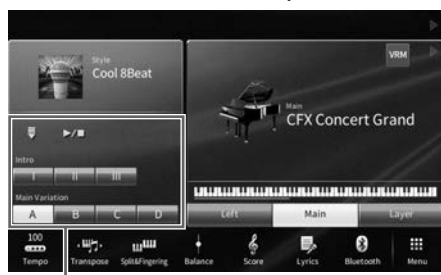 Style
Cool 8Beat
VRM
Main
CFX Concert Grand
Intro
I II III
Main Variation
A B C D
Left Main Layer
100
Tempo Transpose Split&Fingering Balance Score Lyrics Bluetooth Menu